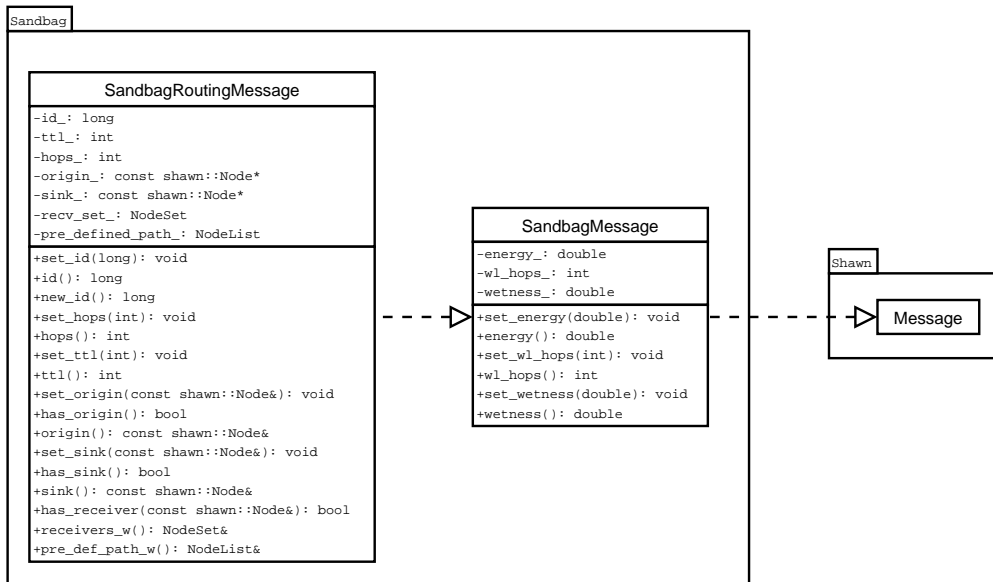 Sandbag
SandbagRoutingMessage
-id_: long
-ttl_: int
-hops_: int
-origin_: const shawn::Node*
-sink_: const shawn::Node*
-recv_set_: NodeSet
-pre_defined_path_: NodeList
+set_id(long): void
+id(): long
+new_id(): long
+set_hops(int): void
+hops(): int
+set_ttl(int): void
+ttl(): int
+set_origin(const shawn::Node&): void
+has_origin(): bool
+origin(): const shawn::Node&
+set_sink(const shawn::Node&): void
+has_sink(): bool
+sink(): const shawn::Node&
+has_receiver(const shawn::Node&): bool
+receivers_w(): NodeSet&
+pre_def_path_w(): NodeList&
SandbagMessage
-energy_: double
-wl_hops_: int
-wetness_: double
+set_energy(double): void
+energy(): double
+set_wl_hops(int): void
+wl_hops(): int
+set_wetness(double): void
+wetness(): double
Shawn
Message